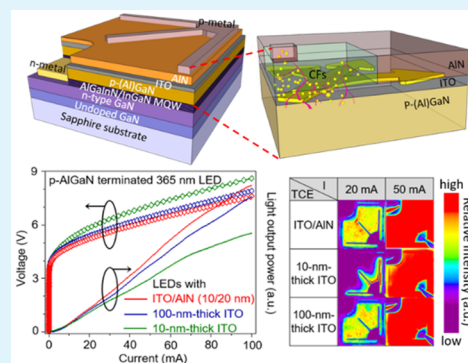 p-metal
n-metal
AlN
ITO
p-(Al)GaN
AlGaInN/InGaN MQW
n-type GaN
Undoped GaN
Sapphire substrate
CFs
AlN
ITO
p-(Al)GaN
p-AlGaN terminated 365 nm LED
LEDs with
ITO/AlN (10/20 nm)
100-nm-thick ITO
10-nm-thick ITO
Voltage (V)
9
6
3
0
0 20 40 60 80 100
Current (mA)
Light output power (a.u.)
I
TCE
20 mA
50 mA
ITO/AlN
10-nm-thick ITO
100-nm-thick ITO
high
Relative intensity (a.u.)
low